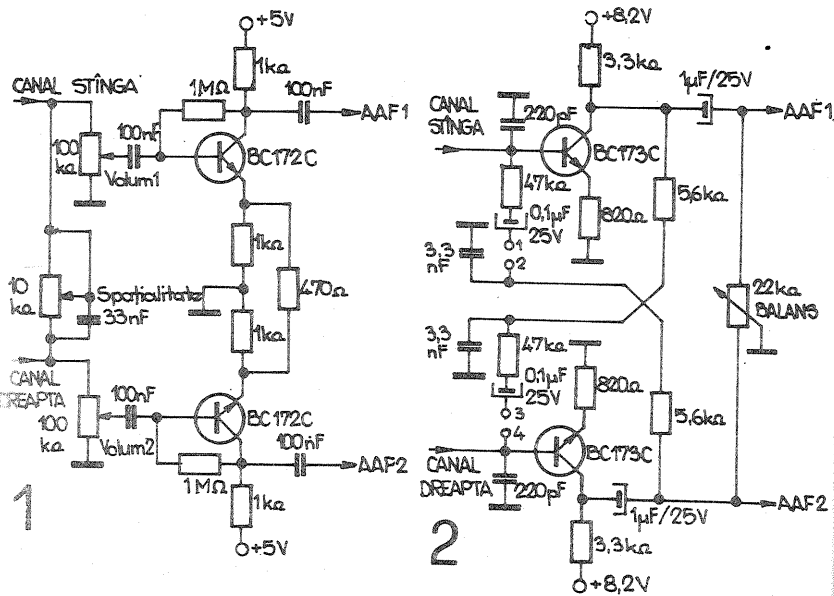 +5V
1kΩ
CANAL STÎNGA
1MΩ
100nF
AAF1
100nF
100
kΩ
Volum1
BC172C
1kΩ
470Ω
10
kΩ
Spațialitate
33nF
1kΩ
CANAL
DREAPTA
100
kΩ
100nF
Volum2
BC172C
100nF
AAF2
1MΩ
1kΩ
+5V
1
+8,2V
3,3kΩ
1µF/25V
AAF1
CANAL
STÎNGA
220pF
BC173C
47kΩ
820Ω
5,6kΩ
0,1µF
25V
1
2
3,3
nF
22kΩ
BALANS
3,3
nF
47kΩ
0,1µF
25V
820Ω
3
4
5,6kΩ
BC173C
CANAL
DREAPTA
220pF
AAF2
1µF/25V
3,3kΩ
+8,2V
2